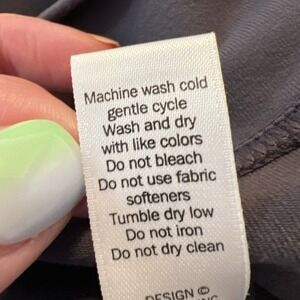 Machine wash cold
gentle cycle
Wash and dry
with like colors
Do not bleach
Do not use fabric
softeners
Tumble dry low
Do not iron
Do not dry clean
DESIGN ©